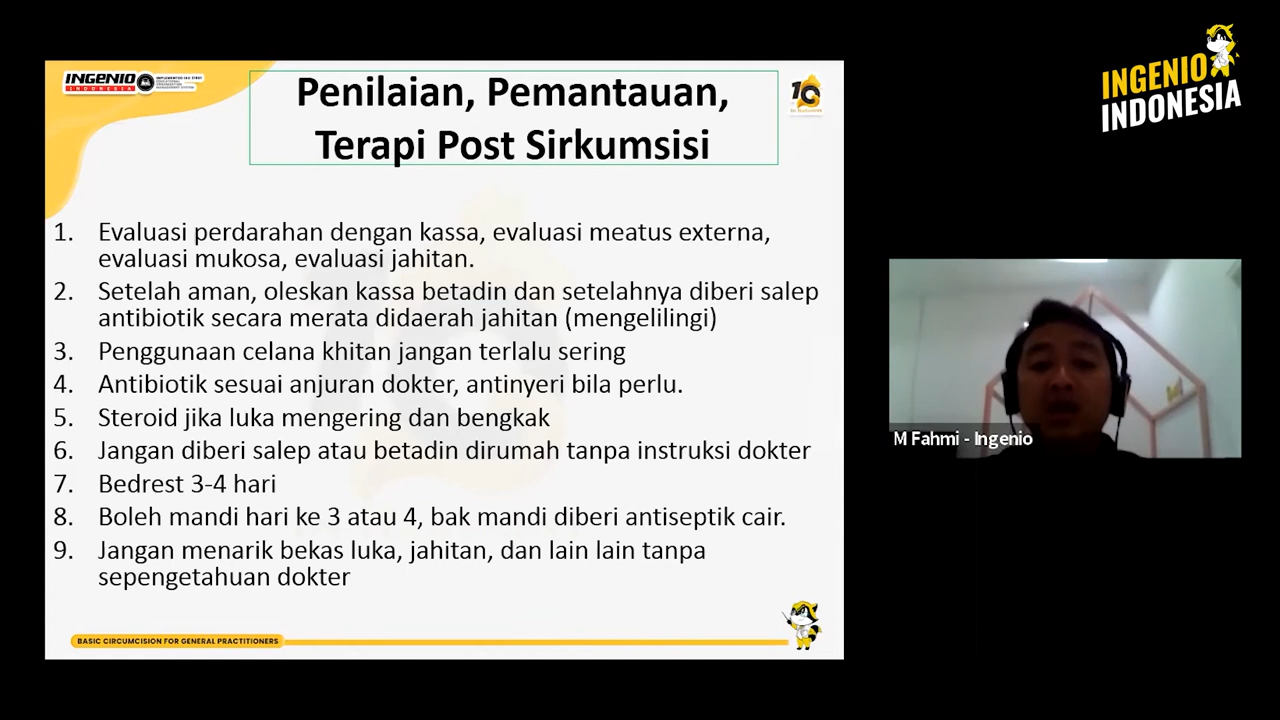 INGENIO
INDONESIA
Penilaian, Pemantauan,
Terapi Post Sirkumsisi
1. Evaluasi perdarahan dengan kassa, evaluasi meatus externa,
evaluasi mukosa, evaluasi jahitan.
2. Setelah aman, oleskan kassa betadin dan setelahnya diberi salep
antibiotik secara merata didaerah jahitan (mengelilingi)
3. Penggunaan celana khitan jangan terlalu sering
4. Antibiotik sesuai anjuran dokter, antinyeri bila perlu.
5. Steroid jika luka mengering dan bengkak
6. Jangan diberi salep atau betadin dirumah tanpa instruksi dokter
7. Bedrest 3-4 hari
8. Boleh mandi hari ke 3 atau 4, bak mandi diberi antiseptik cair.
9. Jangan menarik bekas luka, jahitan, dan lain lain tanpa
sepengetahuan dokter
BASIC CIRCUMCISION FOR GENERAL PRACTITIONERS
INGENIO
INDONESIA
M Fahmi - Ingenio